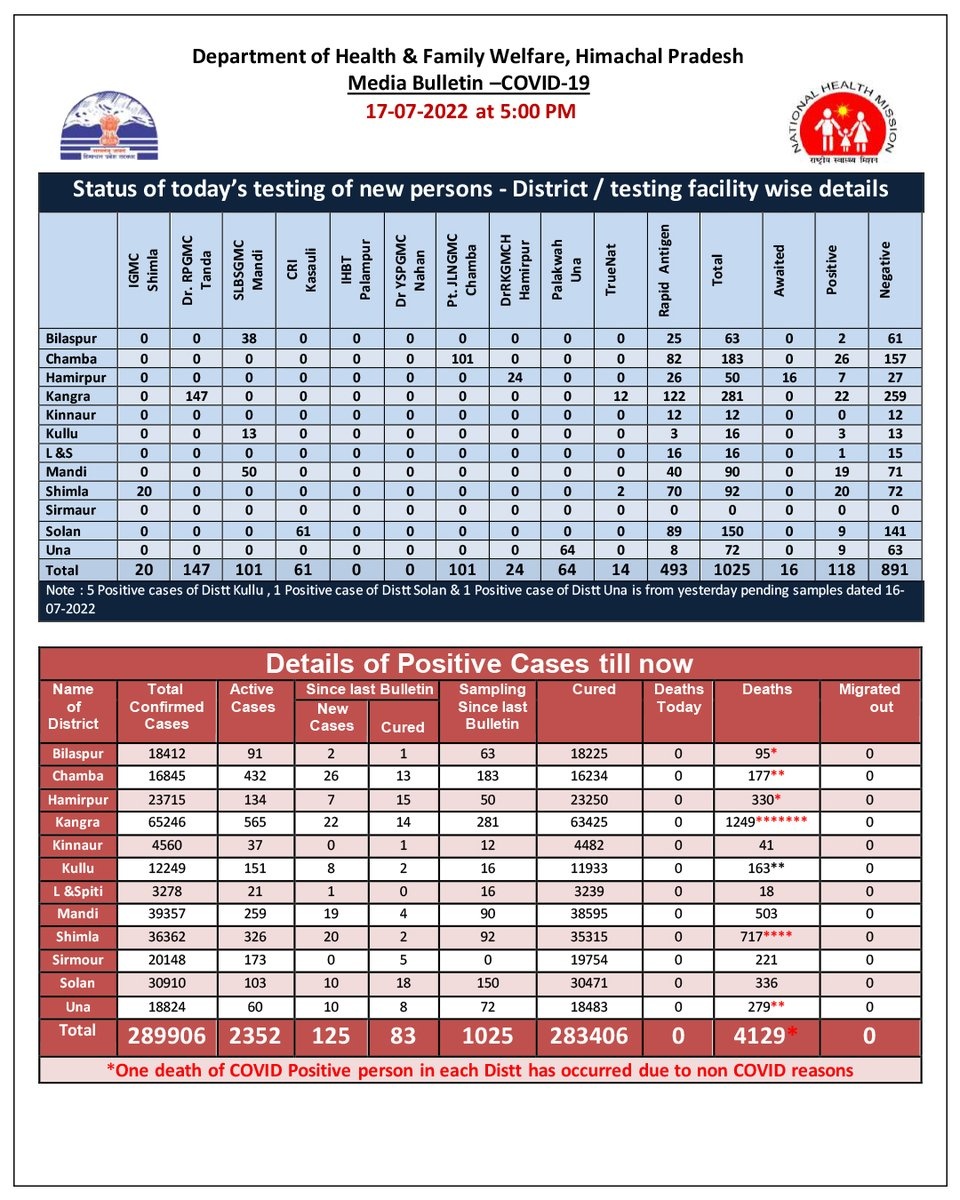 Department of Health & Family Welfare, Himachal Pradesh
Media Bulletin –COVID-19
17-07-2022 at 5:00 PM
NATIONAL HEALTH MISSION
राष्ट्रीय स्वास्थ्य मिशन
हिमाचल प्रदेश सरकार
Status of today's testing of new persons - District / testing facility wise details
IGMC Shimla Dr. RPGMC Tanda SLBSGMC Mandi CRI Kasauli IHBT Palampur Dr YSPGMC Nahan Pt. JLNGMC Chamba DrRKGMCH Hamirpur Palakwah Una TrueNat Rapid Antigen Total Awaited Positive Negative
Bilaspur 0 0 38 0 0 0 0 0 0 0 25 63 0 2 61
Chamba 0 0 0 0 0 0 101 0 0 0 82 183 0 26 157
Hamirpur 0 0 0 0 0 0 0 24 0 0 26 50 16 7 27
Kangra 0 147 0 0 0 0 0 0 0 12 122 281 0 22 259
Kinnaur 0 0 0 0 0 0 0 0 0 0 12 12 0 0 12
Kullu 0 0 13 0 0 0 0 0 0 0 3 16 0 3 13
L &S 0 0 0 0 0 0 0 0 0 0 16 16 0 1 15
Mandi 0 0 50 0 0 0 0 0 0 0 40 90 0 19 71
Shimla 20 0 0 0 0 0 0 0 0 2 70 92 0 20 72
Sirmaur 0 0 0 0 0 0 0 0 0 0 0 0 0 0 0
Solan 0 0 0 61 0 0 0 0 0 0 89 150 0 9 141
Una 0 0 0 0 0 0 0 0 64 0 8 72 0 9 63
Total 20 147 101 61 0 0 101 24 64 14 493 1025 16 118 891
Note : 5 Positive cases of Distt Kullu , 1 Positive case of Distt Solan & 1 Positive case of Distt Una is from yesterday pending samples dated 16-
07-2022
Details of Positive Cases till now
Name of District Total Confirmed Cases Active Cases Since last Bulletin New Cases Cured Sampling Since last Bulletin Cured Deaths Today Deaths Migrated out
Bilaspur 18412 91 2 1 63 18225 0 95* 0
Chamba 16845 432 26 13 183 16234 0 177** 0
Hamirpur 23715 134 7 15 50 23250 0 330* 0
Kangra 65246 565 22 14 281 63425 0 1249******* 0
Kinnaur 4560 37 0 1 12 4482 0 41 0
Kullu 12249 151 8 2 16 11933 0 163** 0
L &Spiti 3278 21 1 0 16 3239 0 18 0
Mandi 39357 259 19 4 90 38595 0 503 0
Shimla 36362 326 20 2 92 35315 0 717**** 0
Sirmour 20148 173 0 5 0 19754 0 221 0
Solan 30910 103 10 18 150 30471 0 336 0
Una 18824 60 10 8 72 18483 0 279** 0
Total 289906 2352 125 83 1025 283406 0 4129* 0
*One death of COVID Positive person in each Distt has occurred due to non COVID reasons